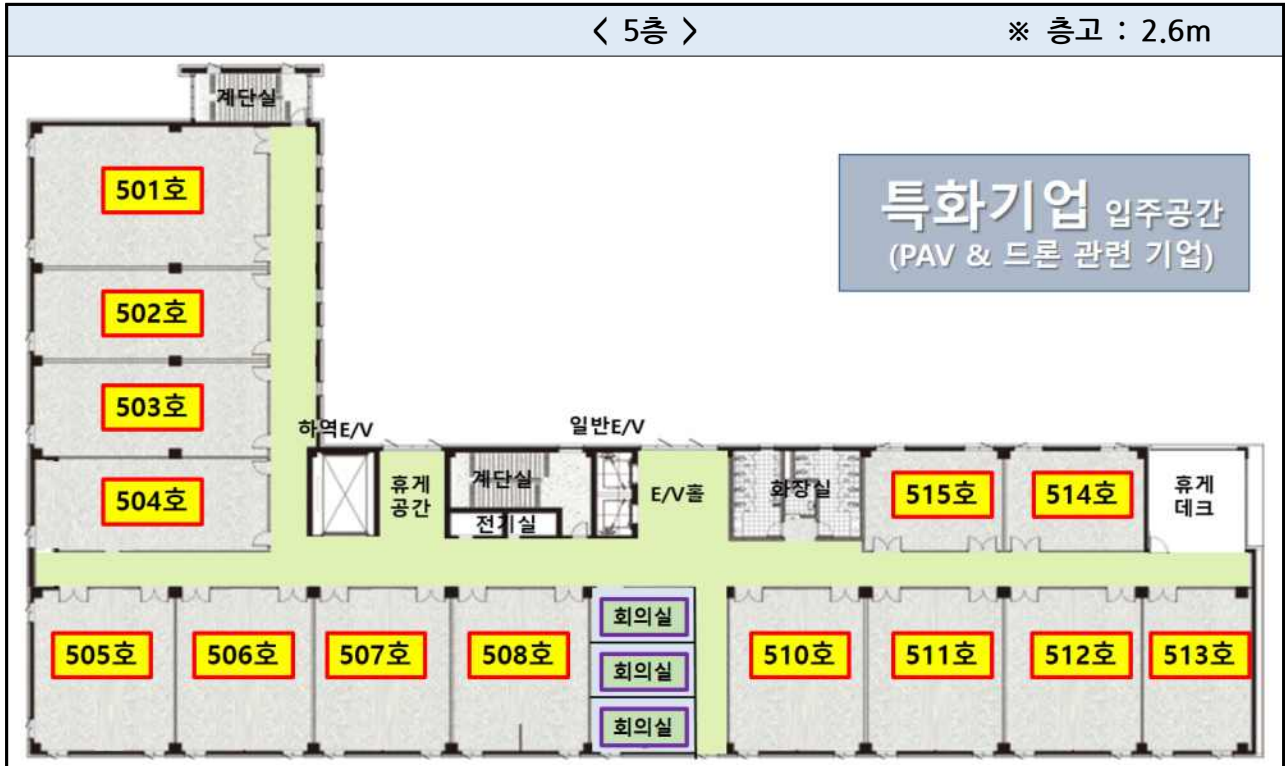 < 5층 >
※ 층고 : 2.6m
계단실
특화기업 입주공간
(PAV & 드론 관련 기업)
501호
502호
503호
504호
하역E/V
휴게
공간
계단실
전기실
일반E/V
E/V홀
화장실
515호
514호
휴게
데크
505호
506호
507호
508호
회의실
회의실
회의실
510호
511호
512호
513호